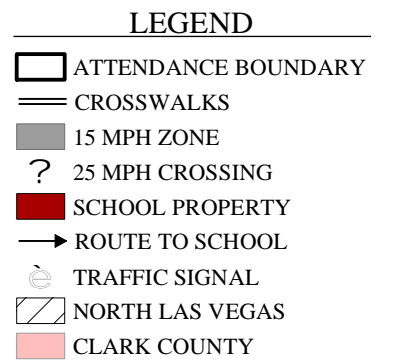 LEGEND
ATTENDANCE BOUNDARY
CROSSWALKS
15 MPH ZONE
? 25 MPH CROSSING
SCHOOL PROPERTY
ROUTE TO SCHOOL
è TRAFFIC SIGNAL
NORTH LAS VEGAS
CLARK COUNTY